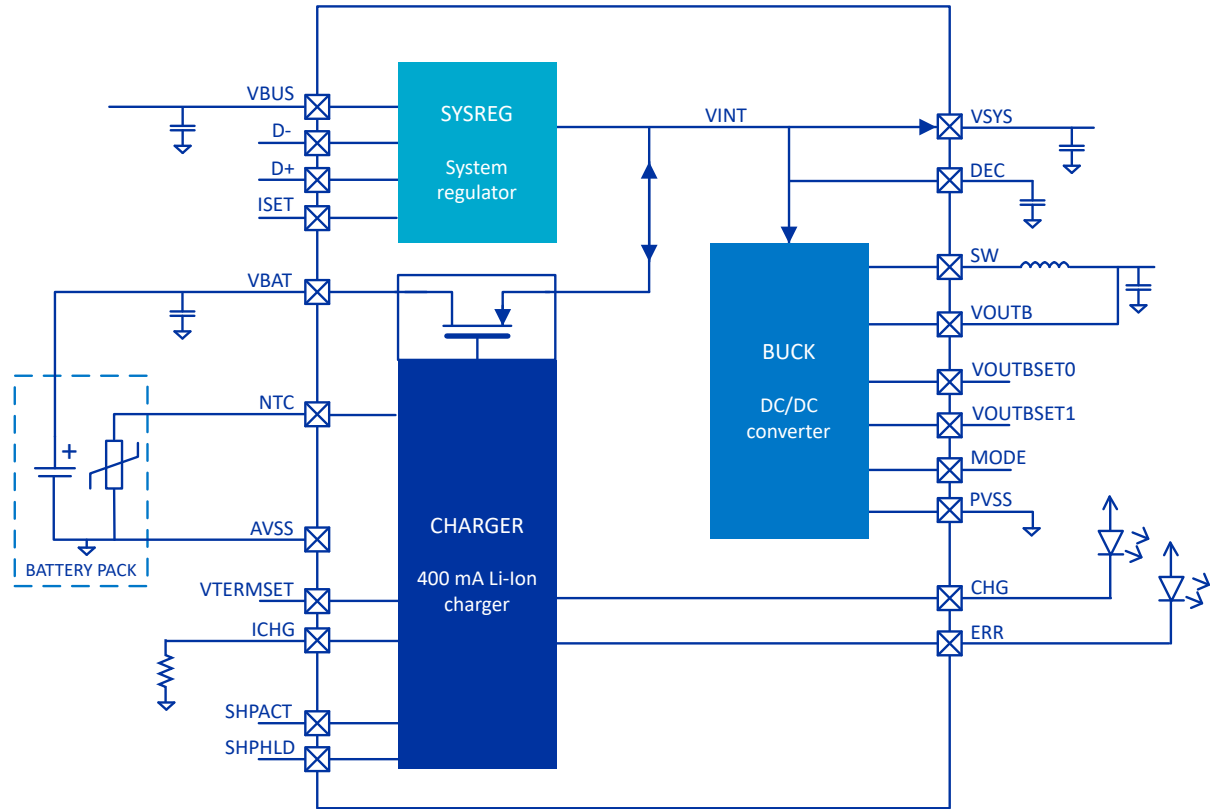 VBUS
D-
D+
ISET
SYSREG
System
regulator
VINT
VSYS
DEC
VBAT
SW
VOUTB
VOUTBSET0
VOUTBSET1
MODE
PVSS
BUCK
DC/DC
converter
NTC
+
AVSS
BATTERY PACK
VTERMSET
ICHG
SHPACT
SHPHLD
CHARGER
400 mA Li-Ion
charger
CHG
ERR